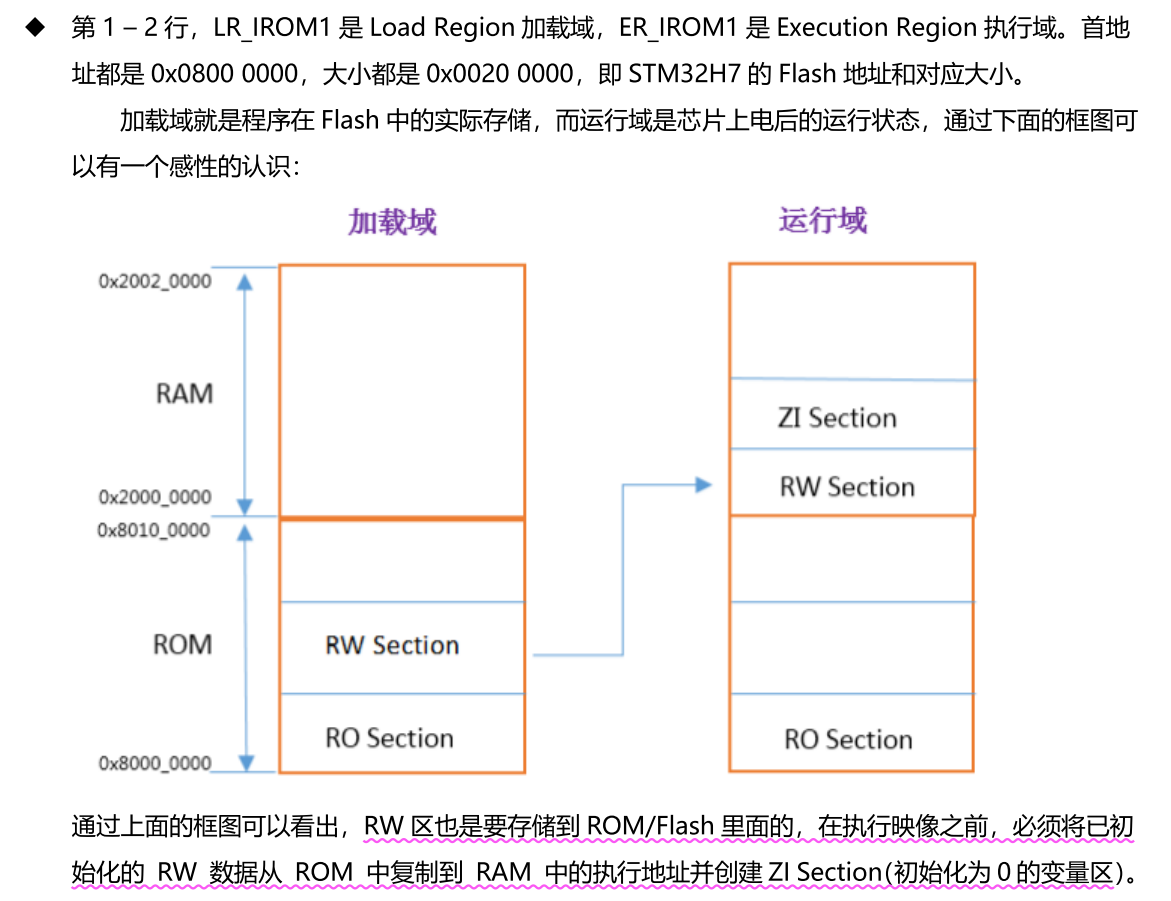 ◆ 第 1 – 2 行，LR_IROM1 是 Load Region 加载域，ER_IROM1 是 Execution Region 执行域。首地
址都是 0x0800 0000，大小都是 0x0020 0000，即 STM32H7 的 Flash 地址和对应大小。
加载域就是程序在 Flash 中的实际存储，而运行域是芯片上电后的运行状态，通过下面的框图可
以有一个感性的认识：
加载域
运行域
0x2002_0000
RAM
ZI Section
RW Section
0x2000_0000
0x8010_0000
ROM
RW Section
RO Section
RO Section
0x8000_0000
通过上面的框图可以看出，RW 区也是要存储到 ROM/Flash 里面的，在执行映像之前，必须将已初
始化的 RW 数据从 ROM 中复制到 RAM 中的执行地址并创建 ZI Section(初始化为 0 的变量区)。